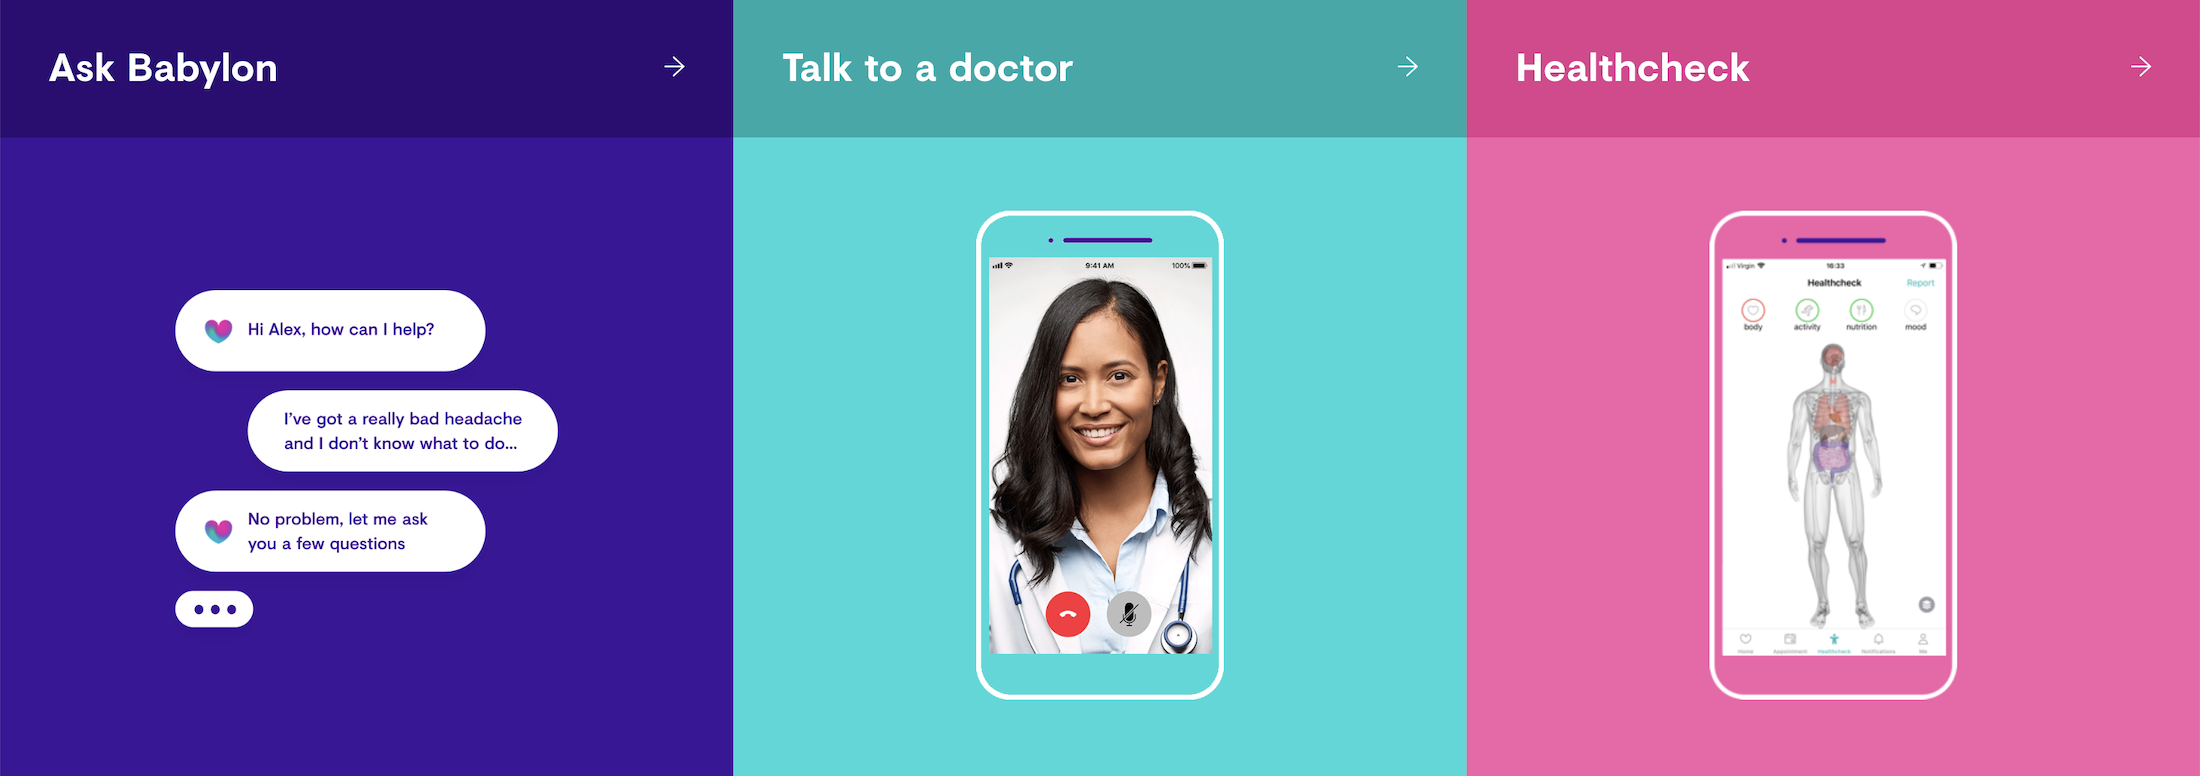 Ask Babylon
Hi Alex, how can I help?
I've got a really bad headache
and I don't know what to do...
No problem, let me ask
you a few questions
Talk to a doctor
9:41 AM
100%
Healthcheck
Virgin
16:33
Healthcheck
Report
body
activity
nutrition
mood
Home
Appointment
Healthcheck
Notifications
Me